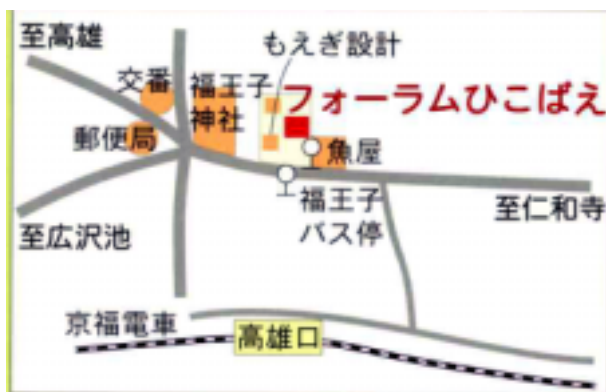 至高雄
交番
福王子
神社
もえぎ設計
フォーラムひこばえ
郵便局
魚屋
福王子
バス停
至仁和寺
至広沢池
京福電車
高雄口